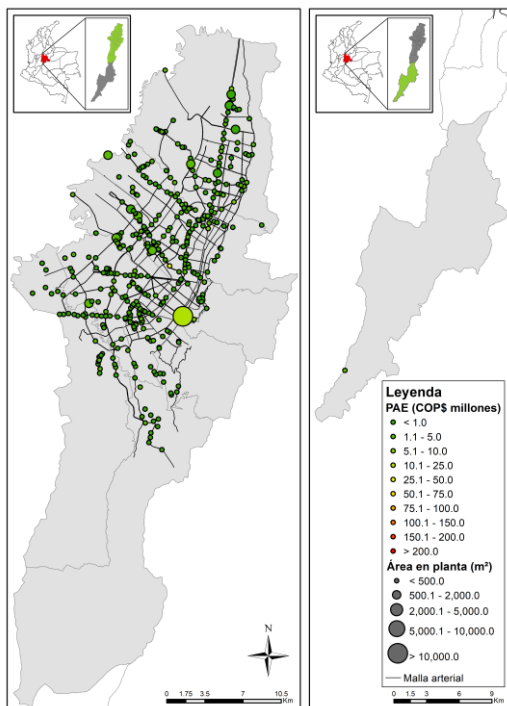 N
0 1.75 3.5 7 10.5
Km
Leyenda
PAE (COP$ millones)
< 1.0
1.1 - 5.0
5.1 - 10.0
10.1 - 25.0
25.1 - 50.0
50.1 - 75.0
75.1 - 100.0
100.1 - 150.0
150.1 - 200.0
> 200.0
Área en planta (m²)
< 500.0
500.1 - 2,000.0
2,000.1 - 5,000.0
5,000.1 - 10,000.0
> 10,000.0
Malla arterial
0 1.5 3 6 9
Km